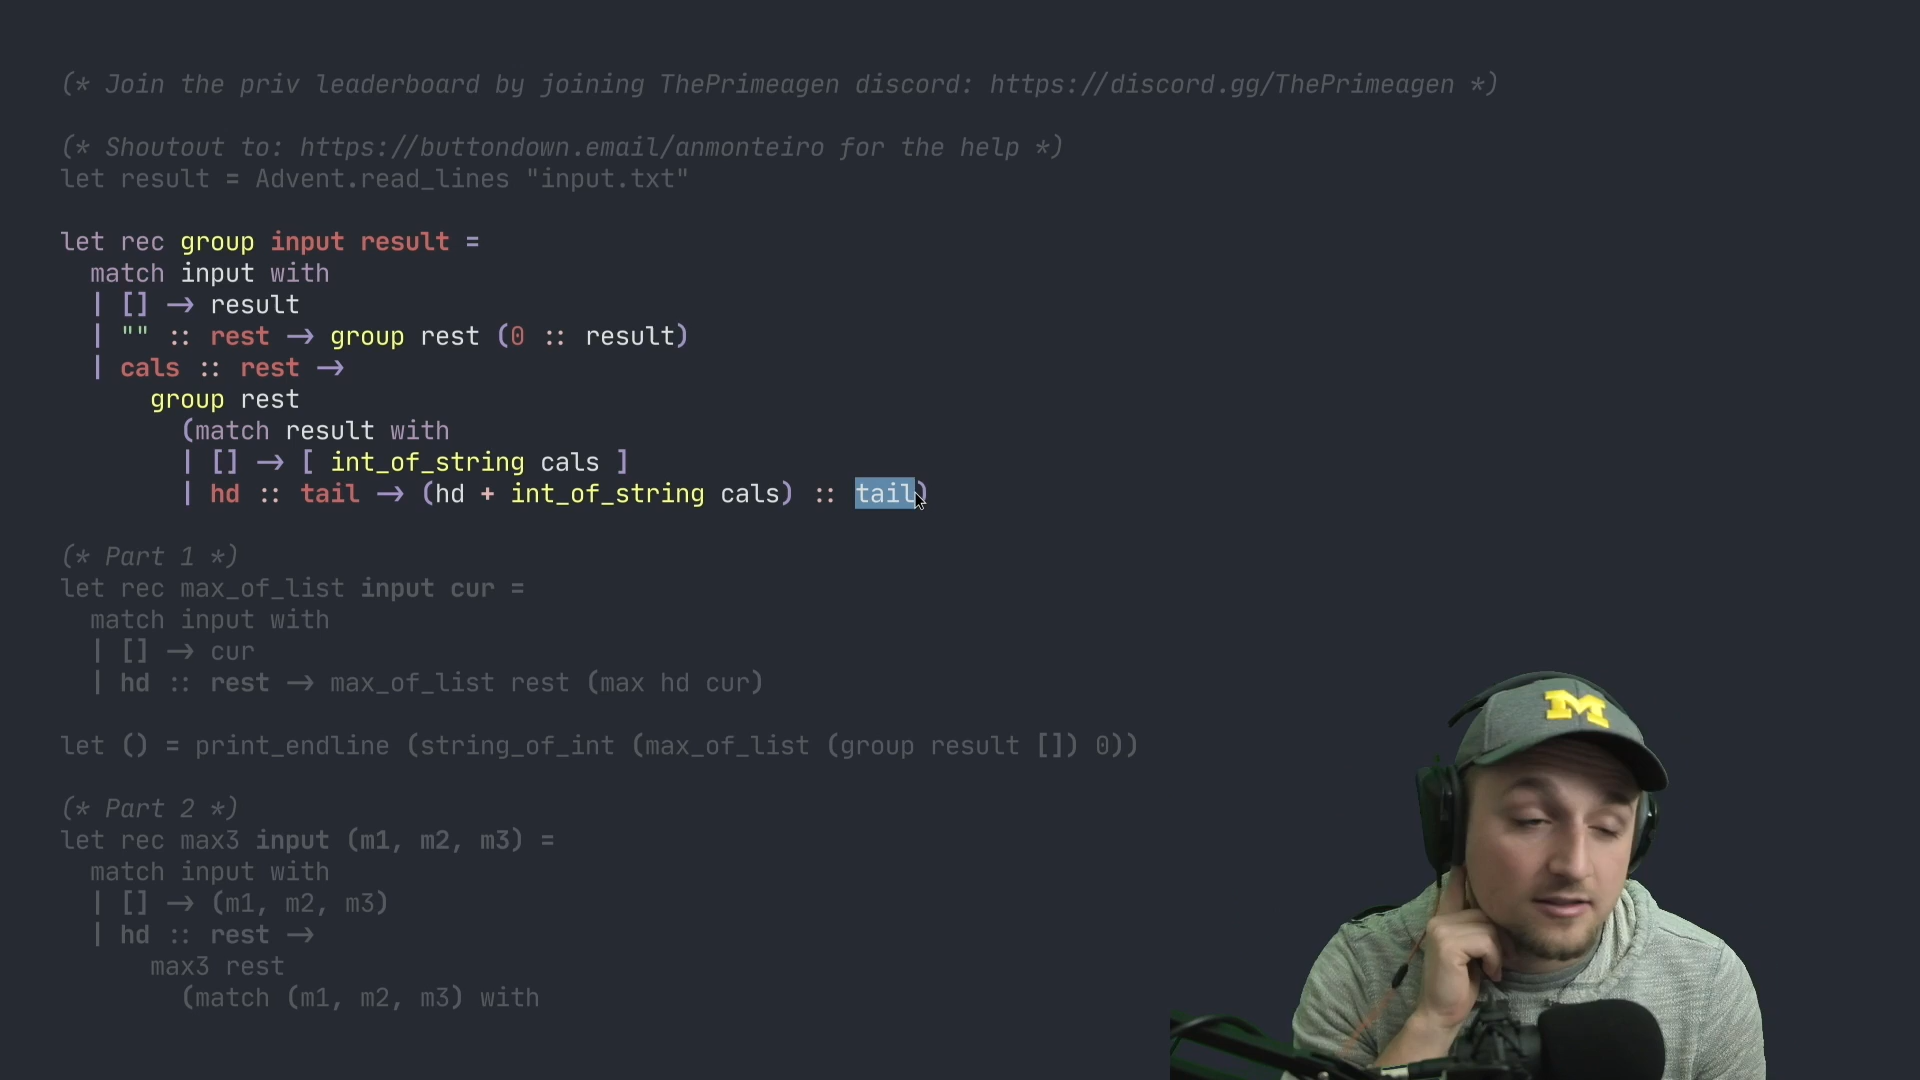 (* Join the priv leaderboard by joining ThePrimeagen discord: https://discord.gg/ThePrimeagen *)
(* Shoutout to: https://buttondown.email/anmonteiro for the help *)
let result = Advent.read_lines "input.txt"
let rec group input result =
match input with
| [] -> result
| "" :: rest -> group rest (0 :: result)
| cals :: rest ->
group rest
(match result with
| [] -> [ int_of_string cals ]
| hd :: tail -> (hd + int_of_string cals) :: tail)
(* Part 1 *)
let rec max_of_list input cur =
match input with
| [] -> cur
| hd :: rest -> max_of_list rest (max hd cur)
let () = print_endline (string_of_int (max_of_list (group result []) 0))
(* Part 2 *)
let rec max3 input (m1, m2, m3) =
match input with
| [] -> (m1, m2, m3)
| hd :: rest ->
max3 rest
(match (m1, m2, m3) with
M